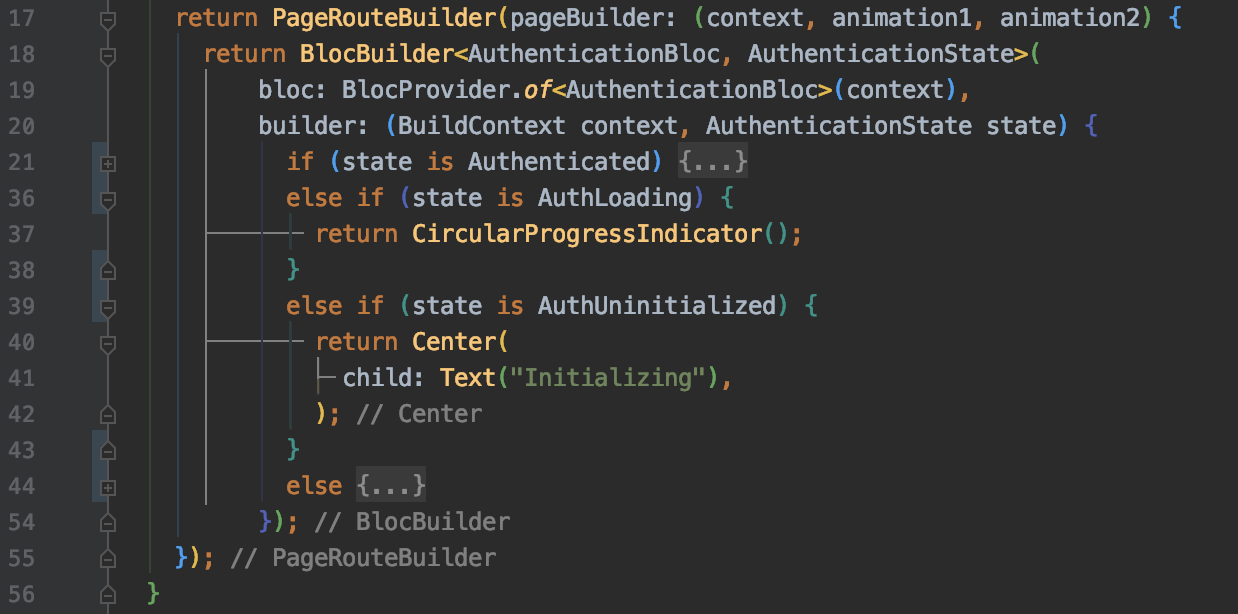 17 return PageRouteBuilder(pageBuilder: (context, animation1, animation2) {
18 return BlocBuilder<AuthenticationBloc, AuthenticationState>(
19 bloc: BlocProvider.of<AuthenticationBloc>(context),
20 builder: (BuildContext context, AuthenticationState state) {
21 if (state is Authenticated) {...}
36 else if (state is AuthLoading) {
37 return CircularProgressIndicator();
38 }
39 else if (state is AuthUninitialized) {
40 return Center(
41 child: Text("Initializing"),
42 ); // Center
43 }
44 else {...}
54 }); // BlocBuilder
55 }); // PageRouteBuilder
56 }